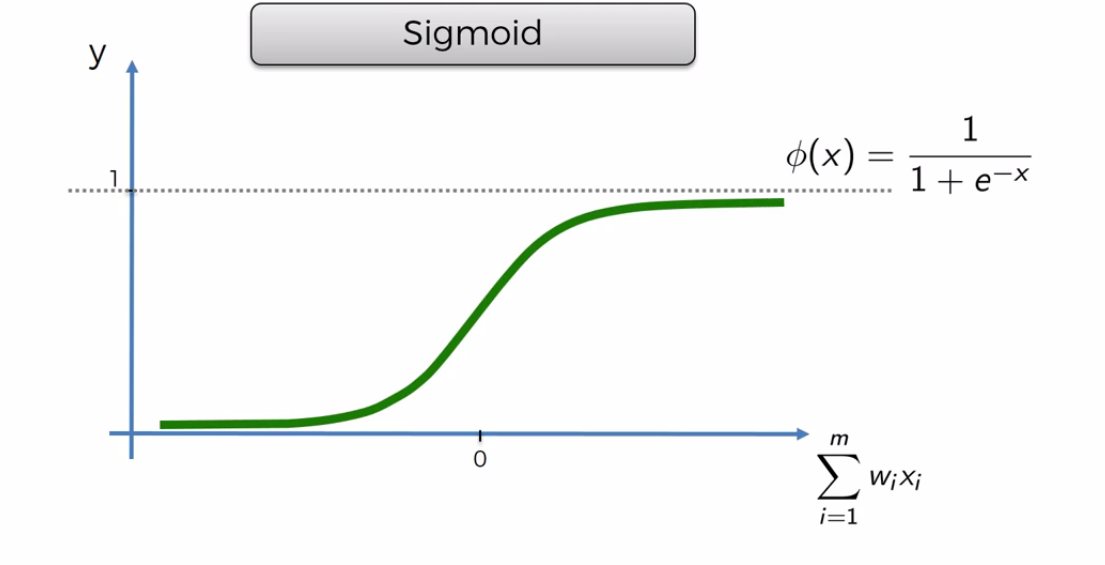 Sigmoid
y
ϕ(x) = 1 / (1 + e^{−x})
1
0
∑_{i=1}^{m} w_i x_i